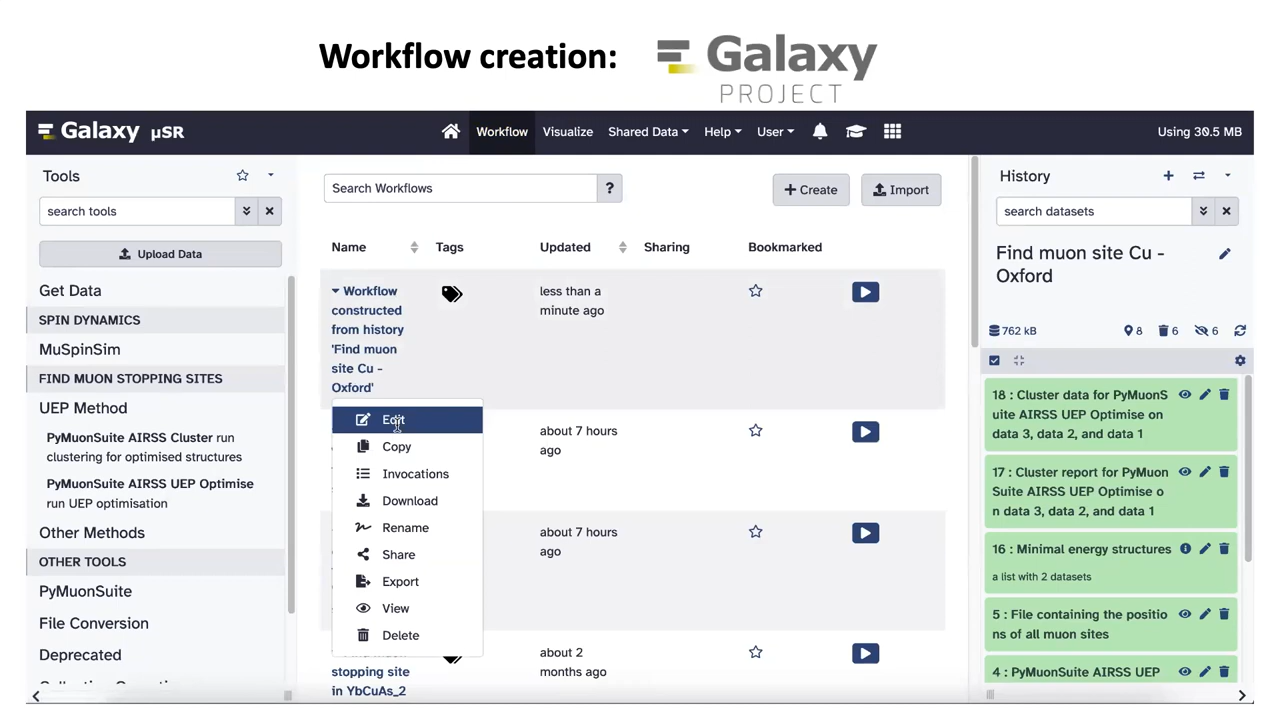 Workflow creation:
Galaxy
PROJECT
Galaxy μSR
Workflow
Visualize
Shared Data
Help
User
Using 30.5 MB
Tools
search tools
Upload Data
Get Data
SPIN DYNAMICS
MuSpinSim
FIND MUON STOPPING SITES
UEP Method
PyMuonSuite AIRSS Cluster run
clustering for optimised structures
PyMuonSuite AIRSS UEP Optimise
run UEP optimisation
Other Methods
OTHER TOOLS
PyMuonSuite
File Conversion
Deprecated
Search Workflows
?
+ Create
Import
Name
Tags
Updated
Sharing
Bookmarked
Workflow
constructed
from history
'Find muon
site Cu -
Oxford'
less than a
minute ago
Edit
Copy
Invocations
Download
Rename
Share
Export
View
Delete
about 7 hours
ago
about 7 hours
ago
stopping site
in YbCuAs_2
about 2
months ago
History
search datasets
Find muon site Cu -
Oxford
762 kB
8
6
6
18 : Cluster data for PyMuonS
uite AIRSS UEP Optimise on
data 3, data 2, and data 1
17 : Cluster report for PyMuon
Suite AIRSS UEP Optimise o
n data 3, data 2, and data 1
16 : Minimal energy structures
a list with 2 datasets
5 : File containing the positio
ns of all muon sites
4 : PyMuonSuite AIRSS UEP